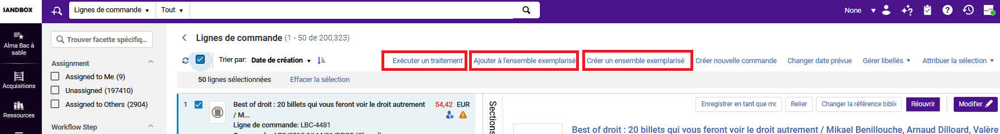 SANDBOX
Lignes de commande
Tout
None
Alma Bac à sable
Acquisitions
Ressources
Trouver facette spécifiq...
Assignment
Assigned to Me (9)
Unassigned (197410)
Assigned to Others (2904)
Workflow Step
Lignes de commande (1 - 50 de 200,323)
Trier par: Date de création
Exécuter un traitement
Ajouter à l'ensemble exemplarisé
Créer un ensemble exemplarisé
Créer nouvelle commande
Changer date prévue
Gérer libellés
Attribuer la sélection
50 lignes sélectionnées
Effacer la sélection
1
Best of droit : 20 billets qui vous feront voir le droit autrement
/ M...
54,42 EUR
Ligne de commande: LBC-4481
Sections
Enregistrer en tant que mo
Relier
Changer la référence bibli
Réouvrir
Modifier
Best of droit : 20 billets qui vous feront voir le droit autrement / Mikael Benillouche, Arnaud Dilloard, Valère